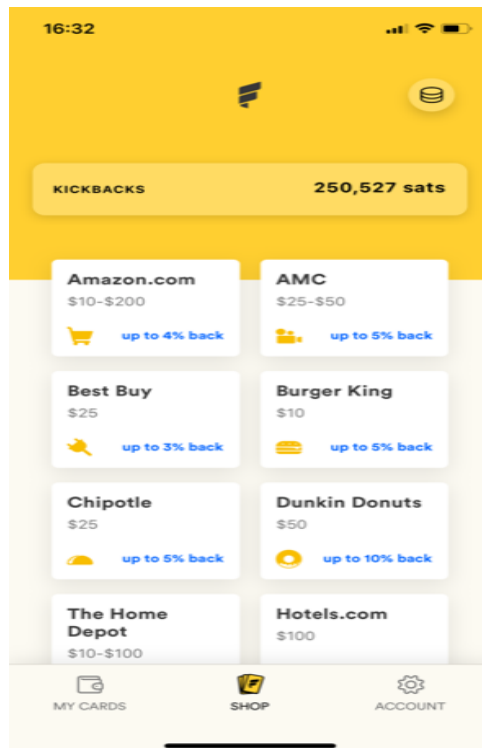 16:32
KICKBACKS 250,527 sats
Amazon.com
$10-$200
up to 4% back
AMC
$25-$50
up to 5% back
Best Buy
$25
up to 3% back
Burger King
$10
up to 5% back
Chipotle
$25
up to 5% back
Dunkin Donuts
$50
up to 10% back
The Home
Depot
$10-$100
Hotels.com
$100
MY CARDS
SHOP
ACCOUNT